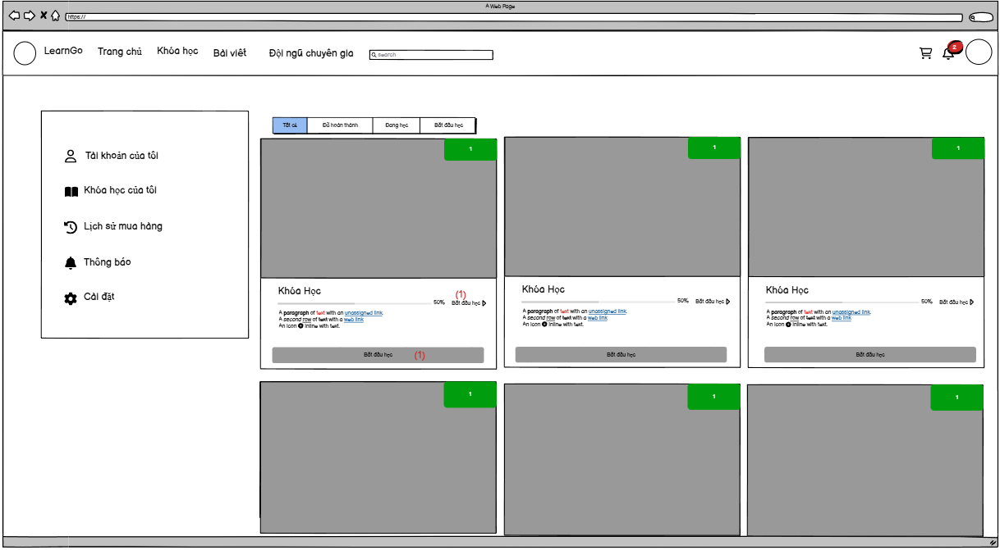 A Web Page
https://
LearnGo Trang chủ Khóa học Bài viết Đội ngũ chuyên gia search 2
Tất cả Đã hoàn thành Đang học Bắt đầu học
Tài khoản của tôi
Khóa học của tôi
Lịch sử mua hàng
Thông báo
Cài đặt
1
Khóa Học
(1)
50% Bắt đầu học
A paragraph of text with an unassigned link.
A second row of text with a web link
An icon inline with text.
Bắt đầu học (1)
1
Khóa Học
50% Bắt đầu học
A paragraph of text with an unassigned link.
A second row of text with a web link
An icon inline with text.
Bắt đầu học
1
Khóa Học
50% Bắt đầu học
A paragraph of text with an unassigned link.
A second row of text with a web link
An icon inline with text.
Bắt đầu học
1
1
1